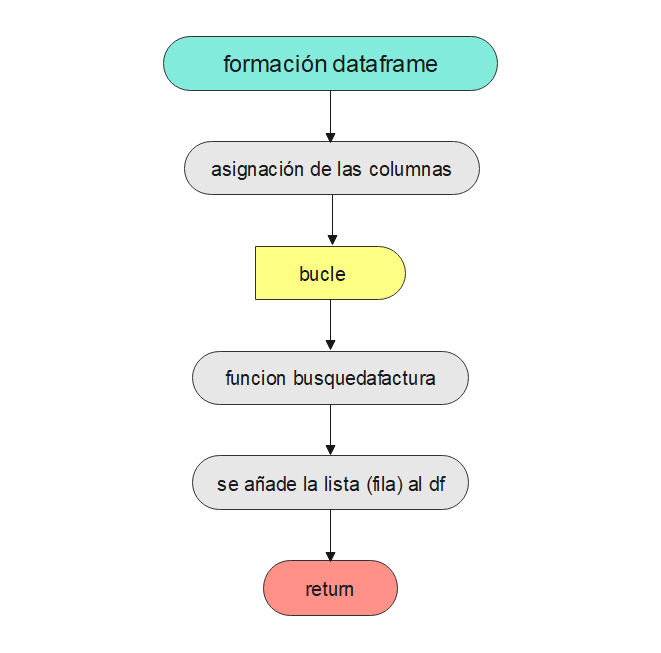 formación dataframe
asignación de las columnas
bucle
funcion busquedafactura
se añade la lista (fila) al df
return